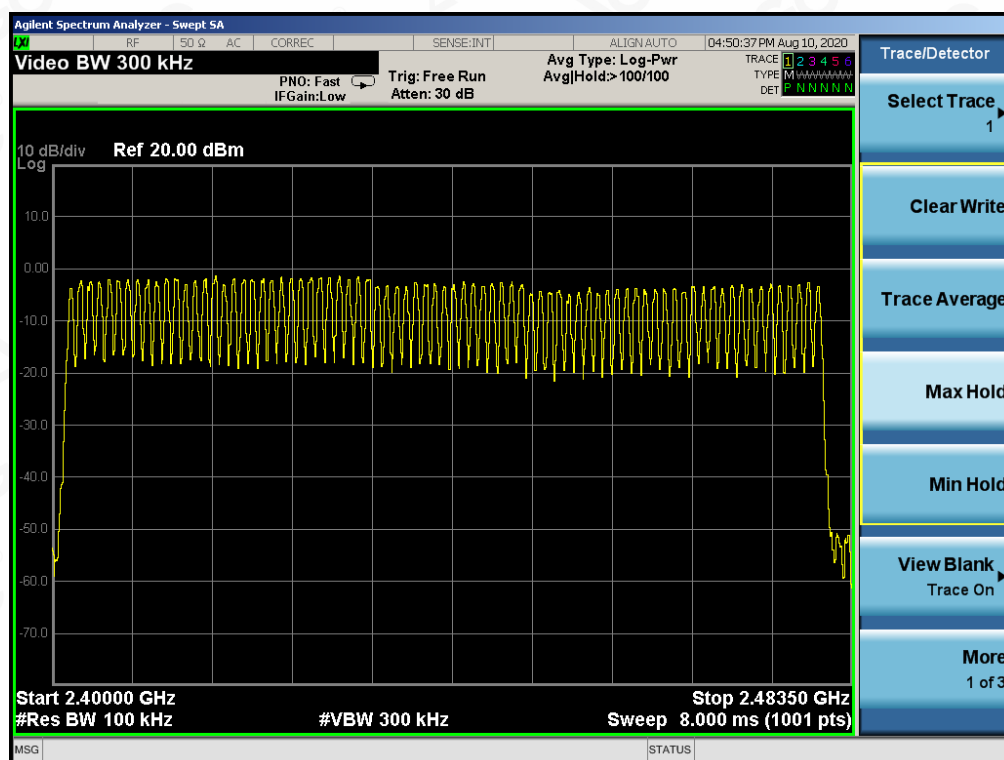 Agilent Spectrum Analyzer - Swept SA
LXI RF 50 Ω AC CORREC SENSE:INT ALIGN AUTO 04:50:37 PM Aug 10, 2020
Video BW 300 kHz
PNO: Fast
IFGain:Low
Trig: Free Run
Atten: 30 dB
Avg Type: Log-Pwr
Avg|Hold:> 100/100
TRACE 1 2 3 4 5 6
TYPE M
DET P N N N N N
10 dB/div Ref 20.00 dBm
Log
10.0
0.00
-10.0
-20.0
-30.0
-40.0
-50.0
-60.0
-70.0
Start 2.40000 GHz Stop 2.48350 GHz
#Res BW 100 kHz #VBW 300 kHz Sweep 8.000 ms (1001 pts)
MSG STATUS
Trace/Detector
Select Trace
1
Clear Write
Trace Average
Max Hold
Min Hold
View Blank
Trace On
More
1 of 3